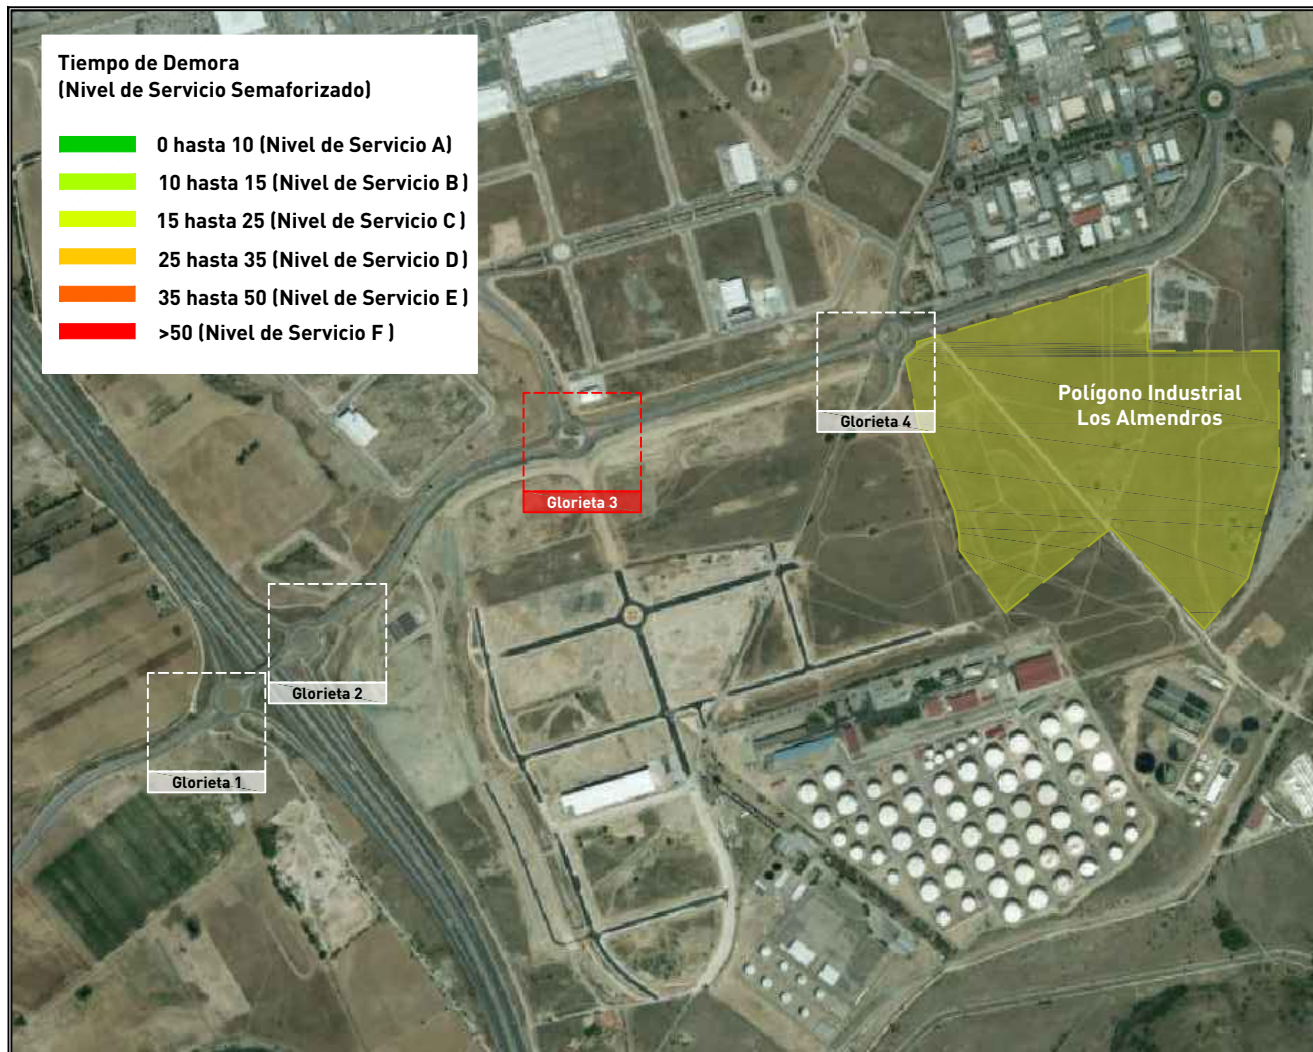 Tiempo de Demora
(Nivel de Servicio Semaforizado)
0 hasta 10 (Nivel de Servicio A)
10 hasta 15 (Nivel de Servicio B)
15 hasta 25 (Nivel de Servicio C)
25 hasta 35 (Nivel de Servicio D)
35 hasta 50 (Nivel de Servicio E)
>50 (Nivel de Servicio F)
Polígono Industrial
Los Almendros
Glorieta 4
Glorieta 3
Glorieta 2
Glorieta 1